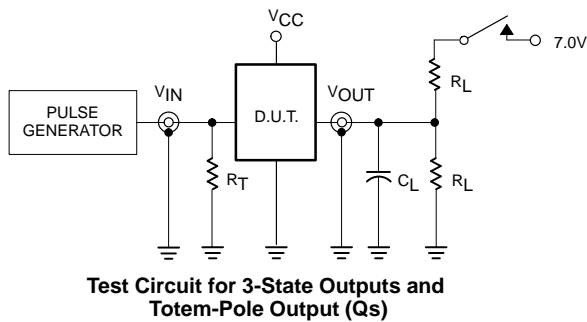 VCC
7.0V
RL
VIN
VOUT
PULSE
GENERATOR
D.U.T.
RT
CL
RL
Test Circuit for 3-State Outputs and
Totem-Pole Output (Qs)